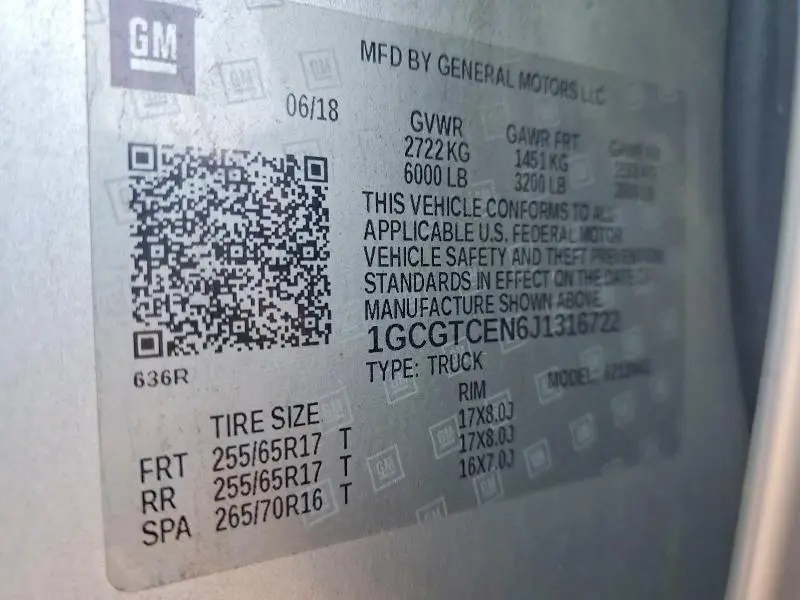 GM
MFD BY GENERAL MOTORS LLC
06/18
GVWR GAWR FRT
2722 KG 1451 KG
6000 LB 3200 LB
THIS VEHICLE CONFORMS TO ALL
APPLICABLE U.S. FEDERAL MOTOR
VEHICLE SAFETY AND THEFT PREVENTION
STANDARDS IN EFFECT ON THE DATE OF
MANUFACTURE SHOWN ABOVE.
1GCGTCEN6J1316722
TYPE: TRUCK MODEL:
636R
TIRE SIZE RIM
FRT 255/65R17 T 17X8.0J
RR 255/65R17 T 17X8.0J
SPA 265/70R16 T 16X7.0J